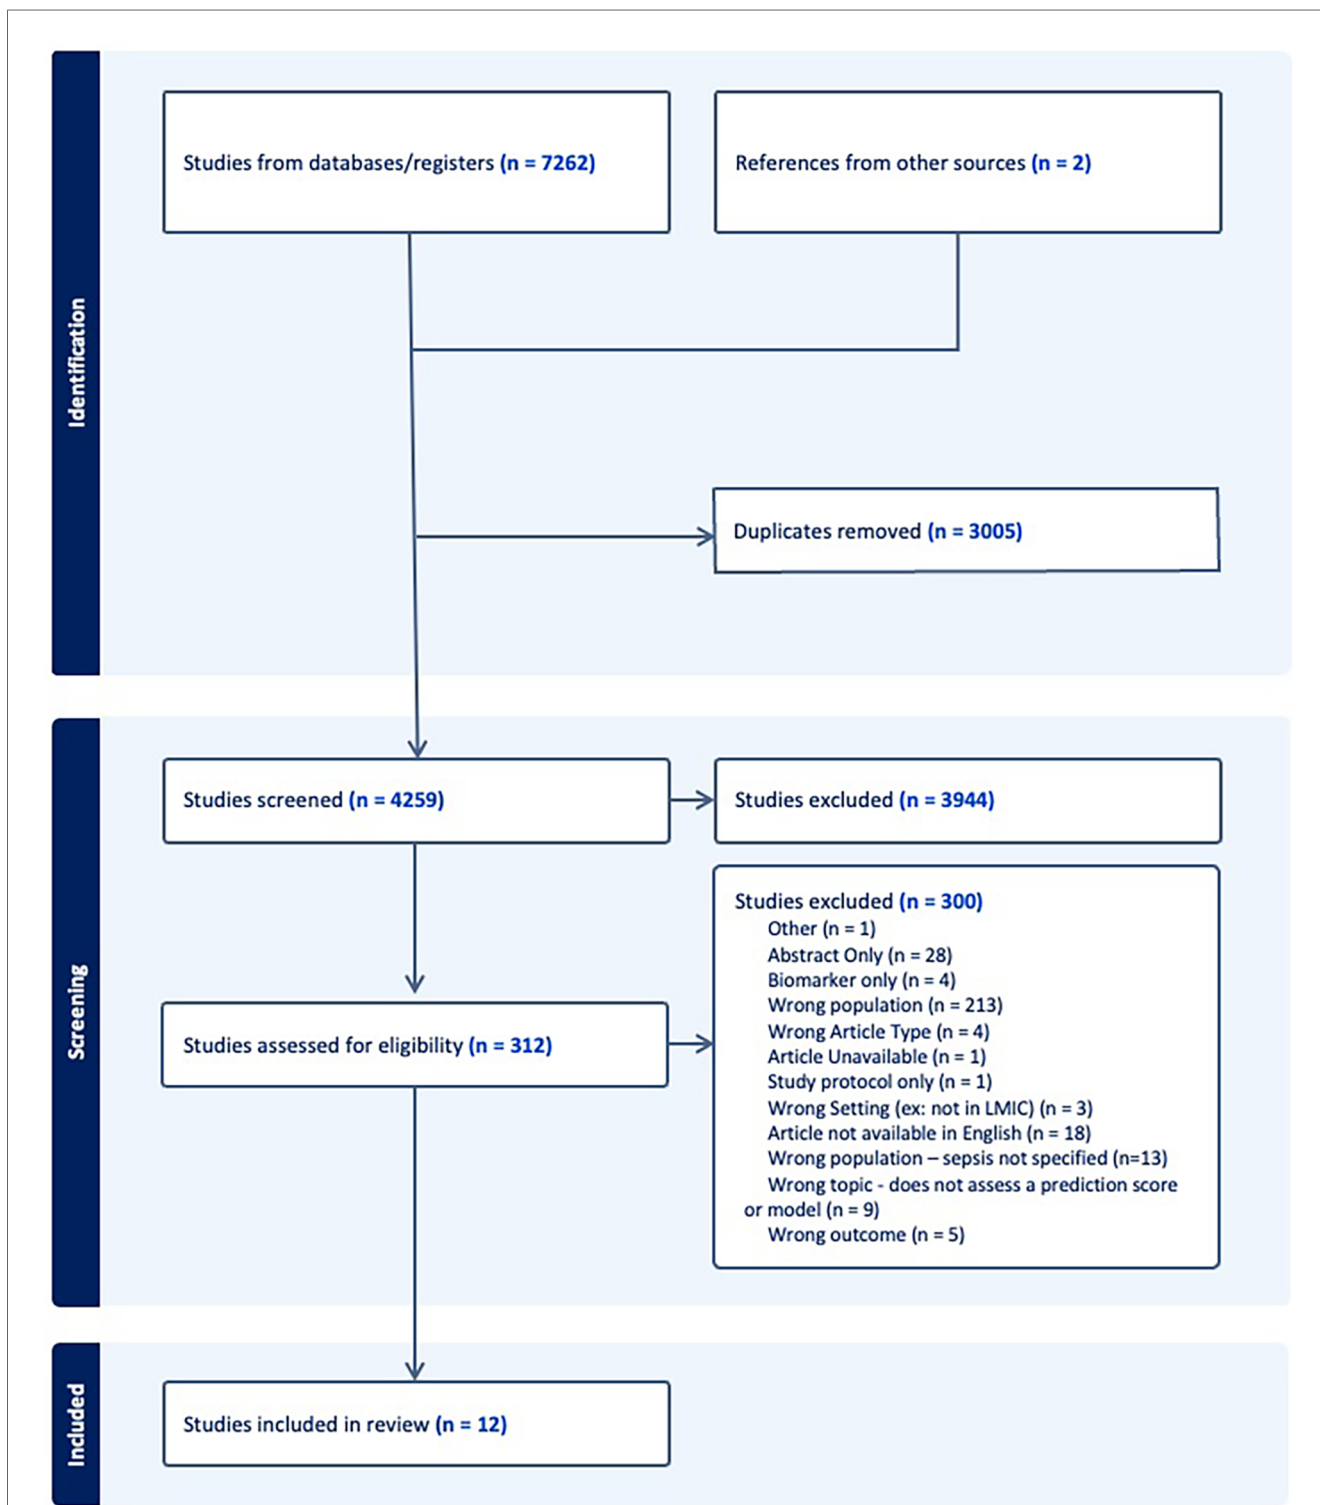 Identification
Studies from databases/registers (n = 7262)
References from other sources (n = 2)
Duplicates removed (n = 3005)
Screening
Studies screened (n = 4259)
Studies excluded (n = 3944)
Studies assessed for eligibility (n = 312)
Studies excluded (n = 300)
Other (n = 1)
Abstract Only (n = 28)
Biomarker only (n = 4)
Wrong population (n = 213)
Wrong Article Type (n = 4)
Article Unavailable (n = 1)
Study protocol only (n = 1)
Wrong Setting (ex: not in LMIC) (n = 3)
Article not available in English (n = 18)
Wrong population – sepsis not specified (n=13)
Wrong topic - does not assess a prediction score
or model (n = 9)
Wrong outcome (n = 5)
Included
Studies included in review (n = 12)